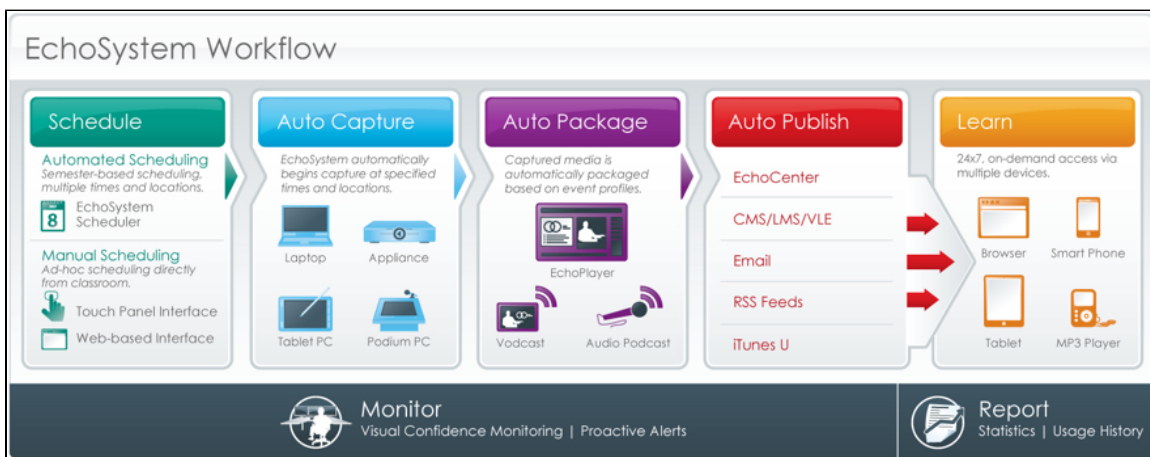 EchoSystem Workflow
Schedule
Automated Scheduling
Semester-based scheduling,
multiple times and locations.
8
EchoSystem
Scheduler
Manual Scheduling
Ad-hoc scheduling directly
from classroom.
Touch Panel Interface
Web-based Interface
Auto Capture
EchoSystem automatically
begins capture at specified
times and locations.
Laptop
Appliance
Tablet PC
Podium PC
Auto Package
Captured media is
automatically packaged
based on event profiles.
EchoPlayer
Vodcast
Audio Podcast
Auto Publish
EchoCenter
CMS/LMS/VLE
Email
RSS Feeds
iTunes U
Learn
24x7, on-demand access via
multiple devices.
Browser
Smart Phone
Tablet
MP3 Player
Monitor
Visual Confidence Monitoring | Proactive Alerts
Report
Statistics | Usage History